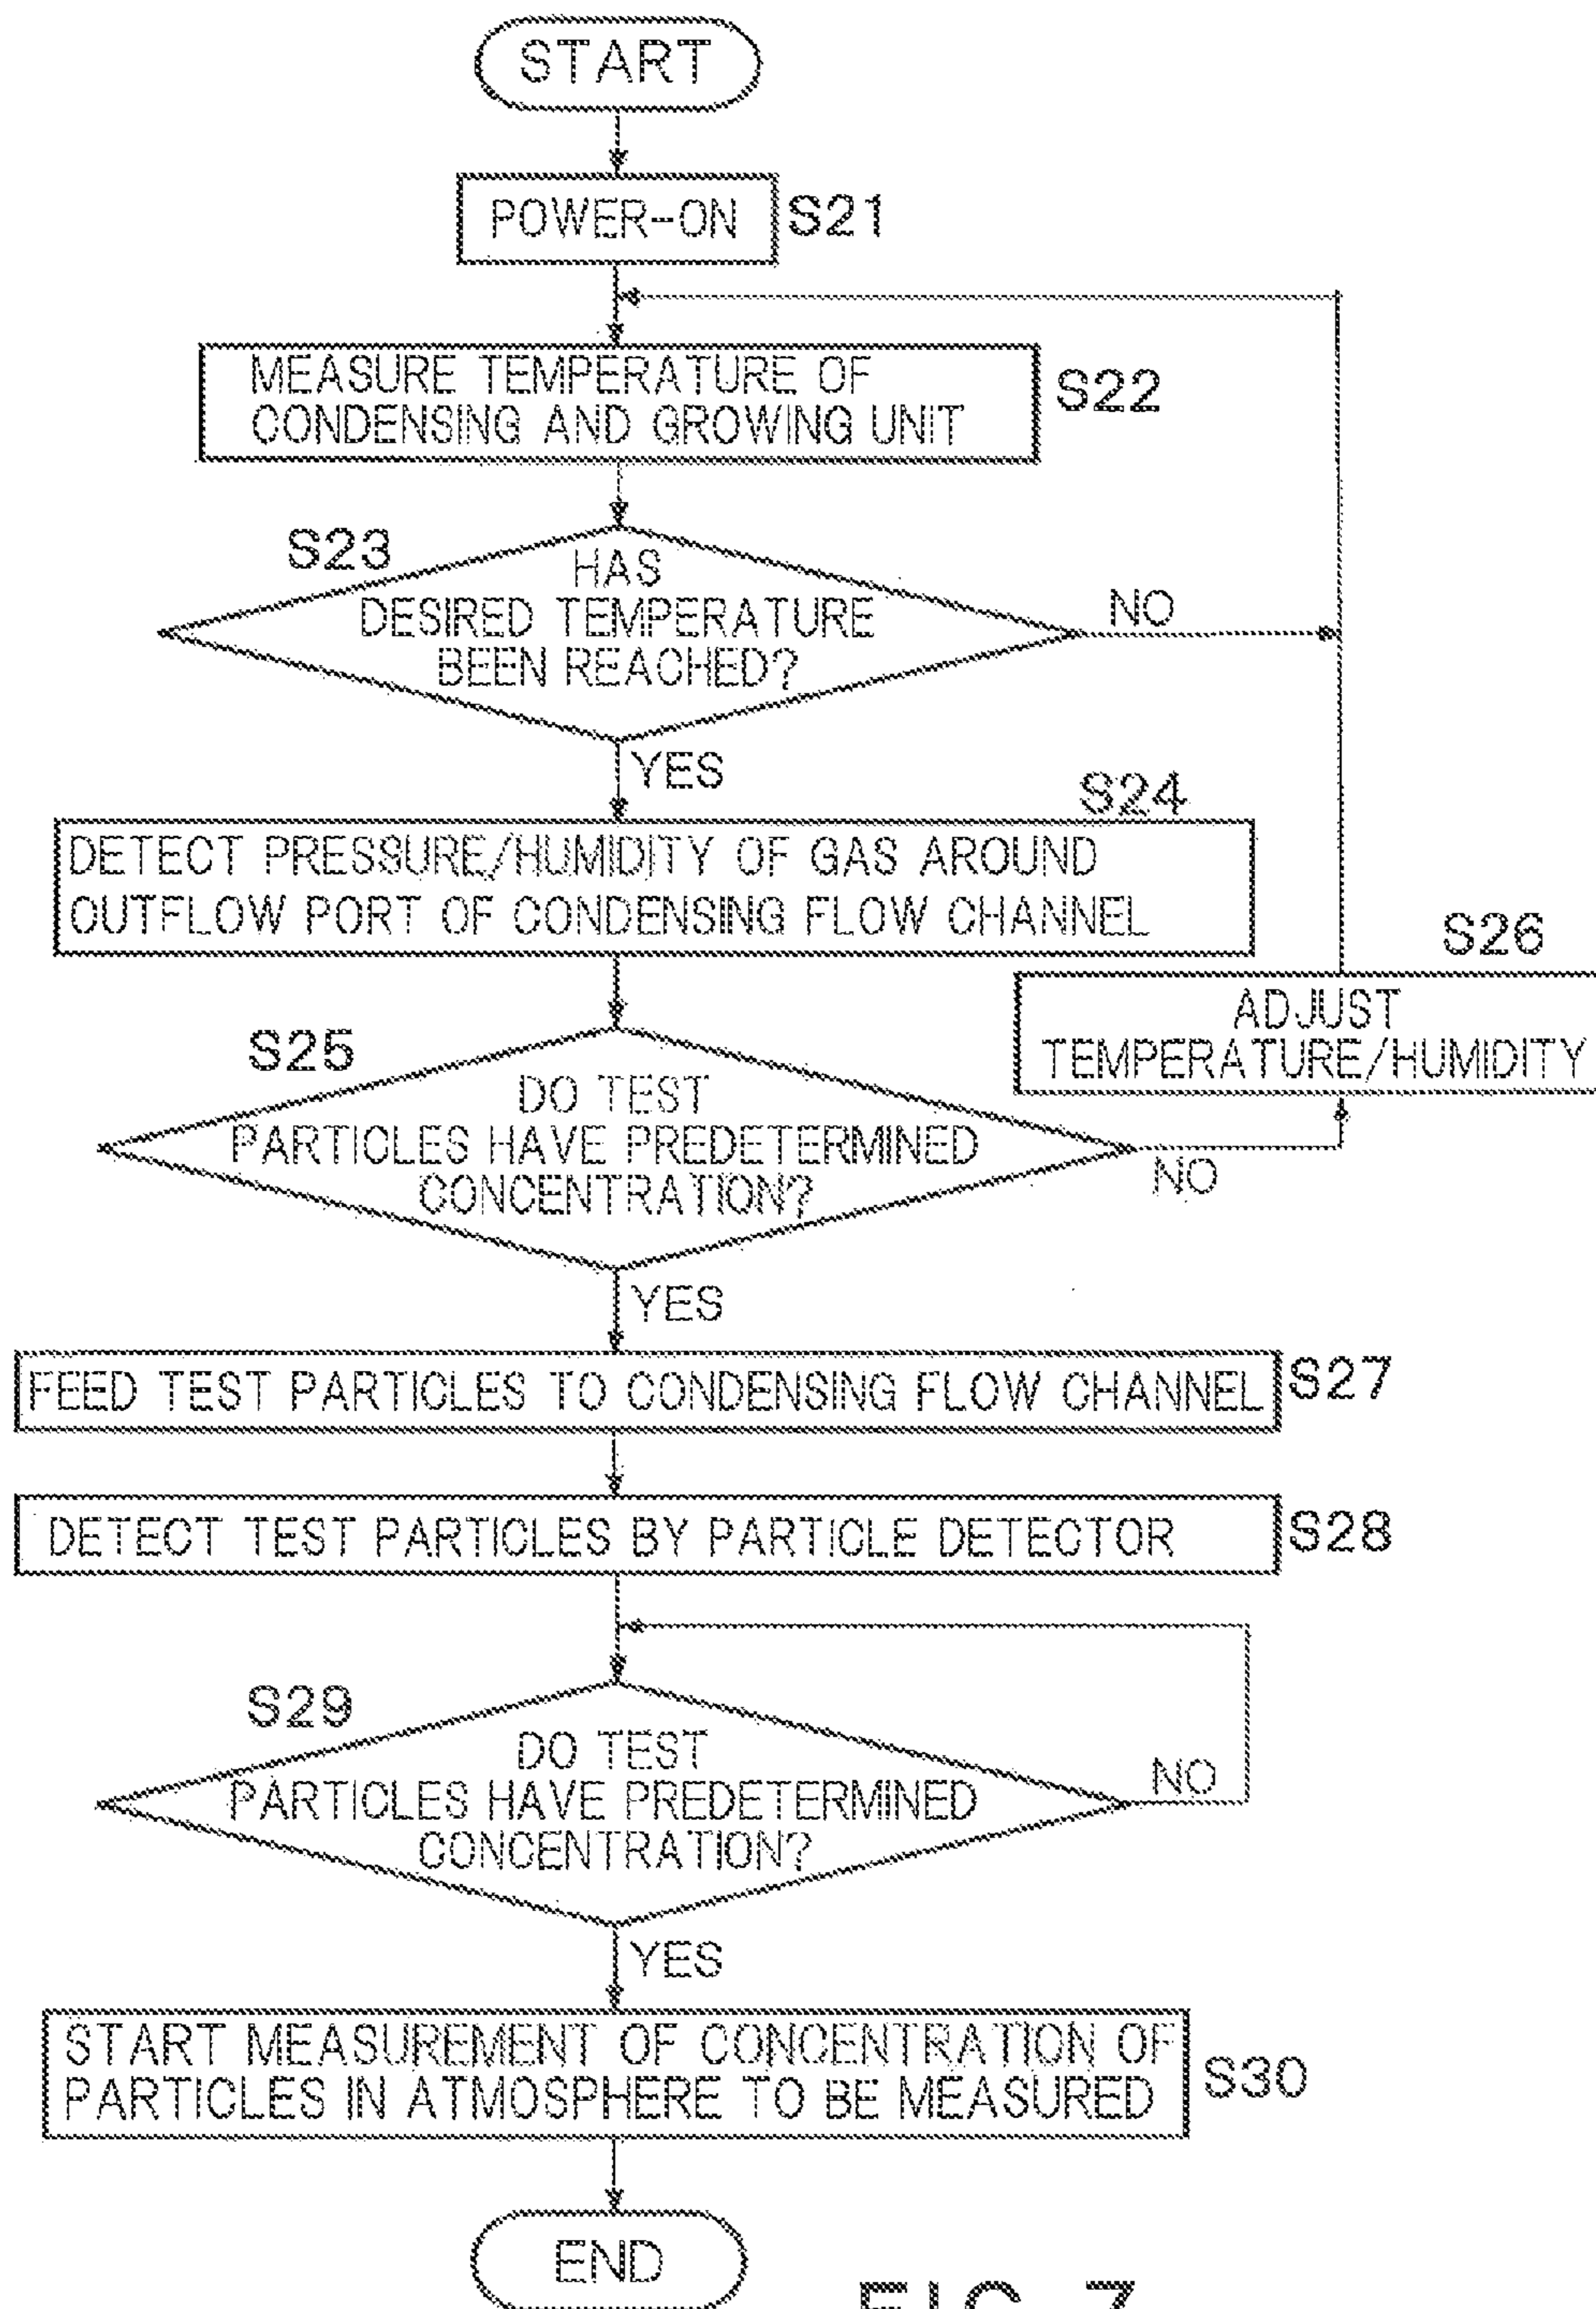 START
POWER-ON
S21
MEASURE TEMPERATURE OF
CONDENSING AND GROWING UNIT
S22
S23
HAS
DESIRED TEMPERATURE
BEEN REACHED?
NO
YES
S24
DETECT PRESSURE/HUMIDITY OF GAS AROUND
OUTFLOW PORT OF CONDENSING FLOW CHANNEL
S26
ADJUST
TEMPERATURE/HUMIDITY
S25
DO TEST
PARTICLES HAVE PREDETERMINED
CONCENTRATION?
NO
YES
FEED TEST PARTICLES TO CONDENSING FLOW CHANNEL
S27
DETECT TEST PARTICLES BY PARTICLE DETECTOR
S28
S29
DO TEST
PARTICLES HAVE PREDETERMINED
CONCENTRATION?
NO
YES
START MEASUREMENT OF CONCENTRATION OF
PARTICLES IN ATMOSPHERE TO BE MEASURED
S30
END
FIG. 7